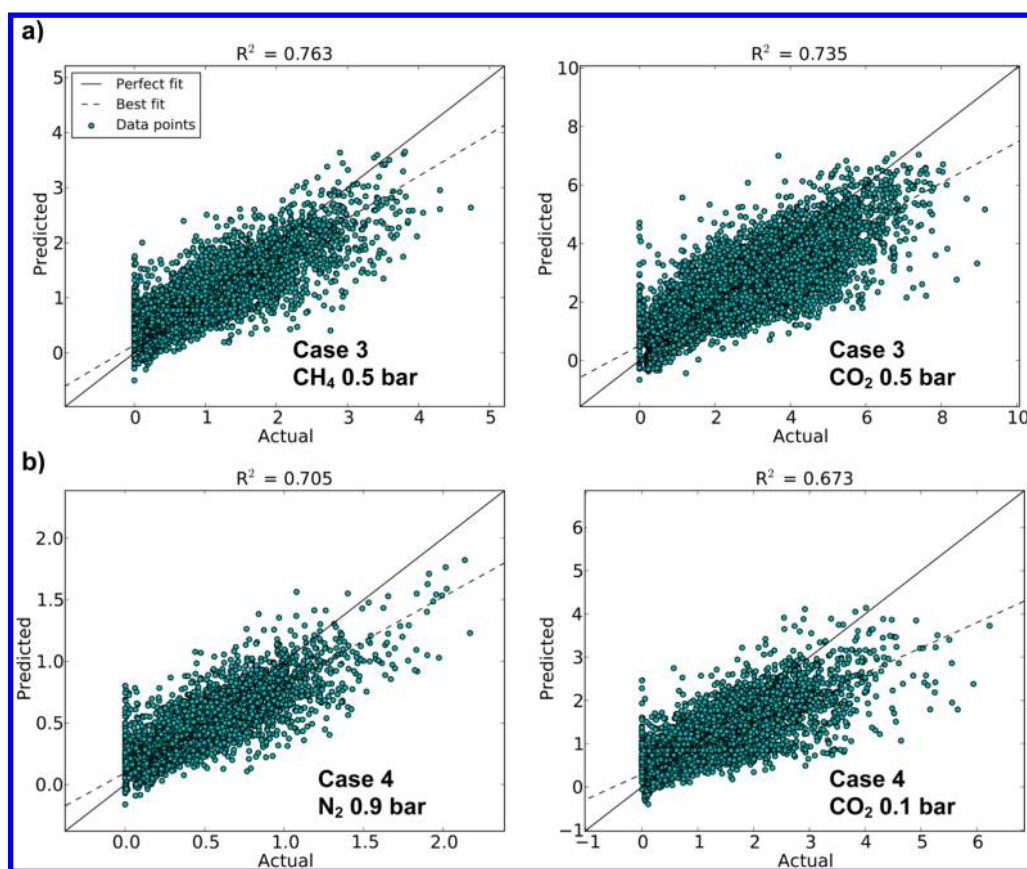 a)
R² = 0.763
Perfect fit
Best fit
Data points
5
4
3
2
1
0
Predicted
0 1 2 3 4 5
Actual
Case 3
CH₄ 0.5 bar
R² = 0.735
10
8
6
4
2
0
Predicted
0 2 4 6 8 10
Actual
Case 3
CO₂ 0.5 bar
b)
R² = 0.705
2.0
1.5
1.0
0.5
0.0
Predicted
0.0 0.5 1.0 1.5 2.0
Actual
Case 4
N₂ 0.9 bar
R² = 0.673
6
5
4
3
2
1
0
−1
Predicted
−1 0 1 2 3 4 5 6
Actual
Case 4
CO₂ 0.1 bar